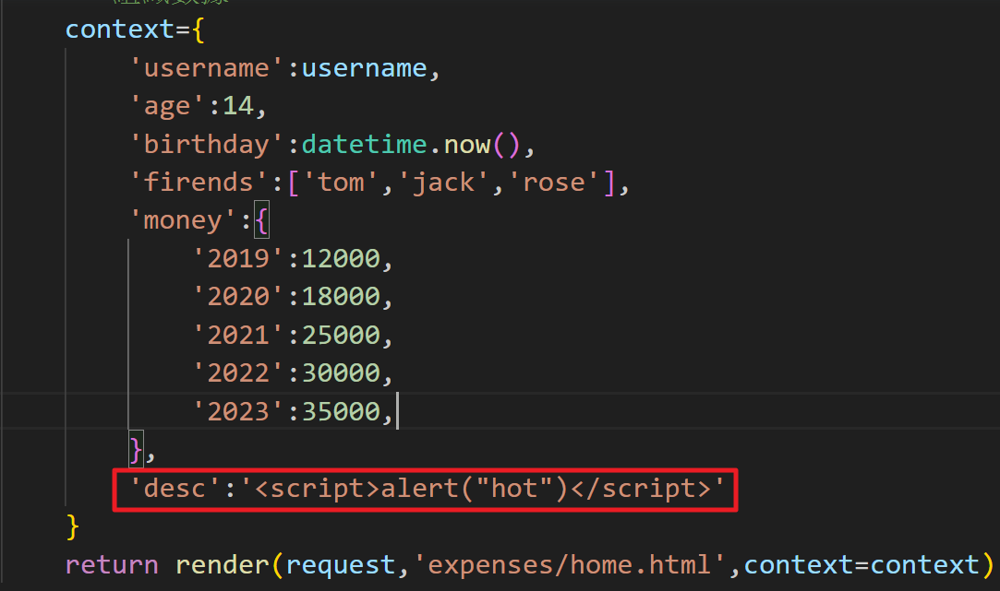 context={
'username':username,
'age':14,
'birthday':datetime.now(),
'firends':['tom','jack','rose'],
'money':{
'2019':12000,
'2020':18000,
'2021':25000,
'2022':30000,
'2023':35000,
},
'desc':'<script>alert("hot")</script>'
}
return render(request,'expenses/home.html',context=context)